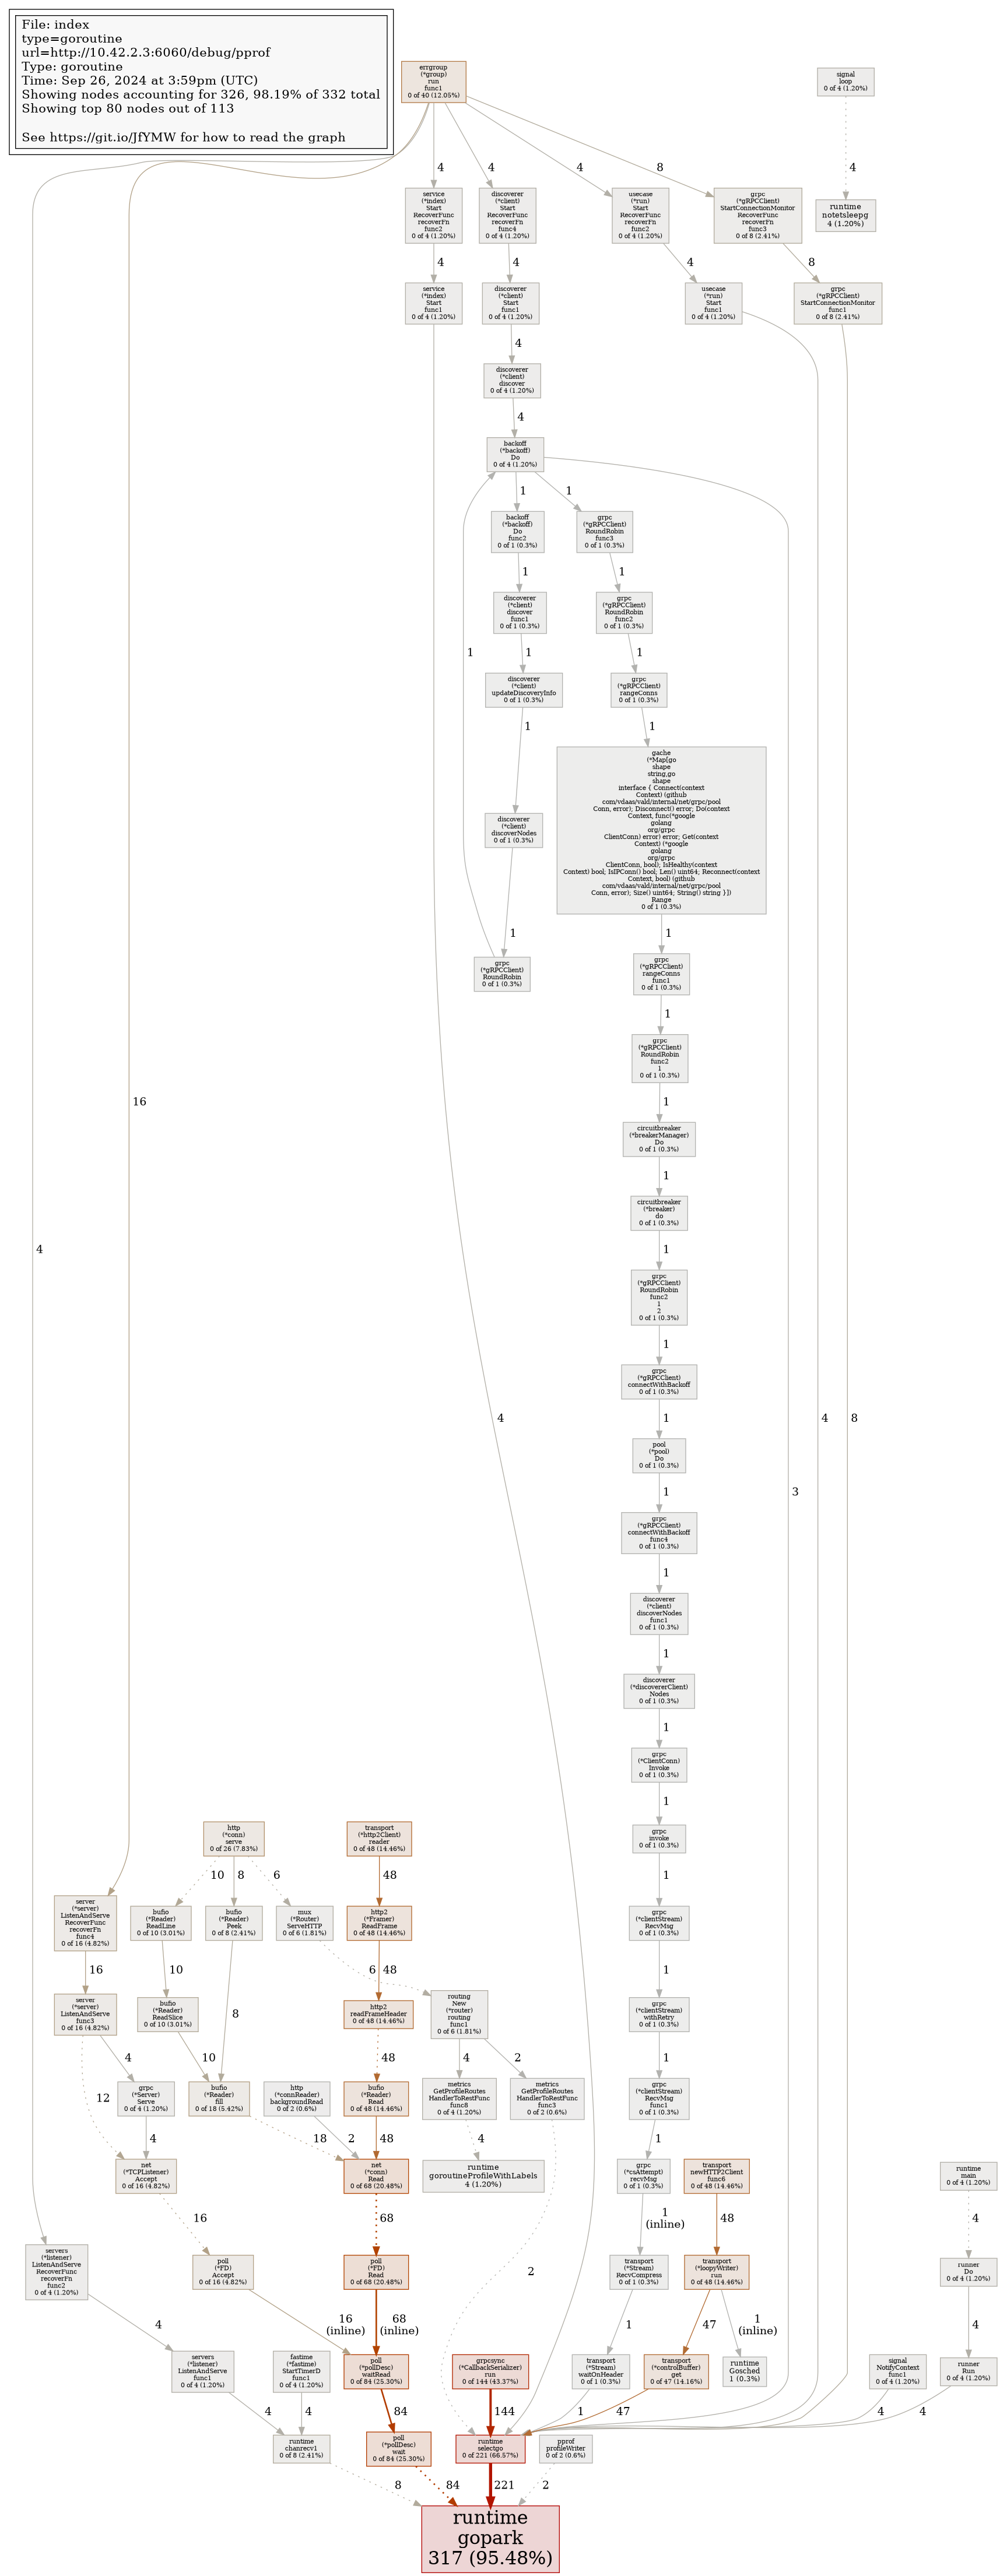 File: index
type=goroutine
url=http://10.42.2.3:6060/debug/pprof
Type: goroutine
Time: Sep 26, 2024 at 3:59pm (UTC)
Showing nodes accounting for 326, 98.19% of 332 total
Showing top 80 nodes out of 113
See https://git.io/JfYMW for how to read the graph
errgroup
(*group)
run
func1
0 of 40 (12.05%)
signal
loop
0 of 4 (1.20%)
4
4
4
8
4
service
(*index)
Start
RecoverFunc
recoverFn
func2
0 of 4 (1.20%)
discoverer
(*client)
Start
RecoverFunc
recoverFn
func4
0 of 4 (1.20%)
usecase
(*run)
Start
RecoverFunc
recoverFn
func2
0 of 4 (1.20%)
grpc
(*gRPCClient)
StartConnectionMonitor
RecoverFunc
recoverFn
func3
0 of 8 (2.41%)
runtime
notetsleepg
4 (1.20%)
4
4
4
8
service
(*index)
Start
func1
0 of 4 (1.20%)
discoverer
(*client)
Start
func1
0 of 4 (1.20%)
usecase
(*run)
Start
func1
0 of 4 (1.20%)
grpc
(*gRPCClient)
StartConnectionMonitor
func1
0 of 8 (2.41%)
4
discoverer
(*client)
discover
0 of 4 (1.20%)
4
backoff
(*backoff)
Do
0 of 4 (1.20%)
1
1
backoff
(*backoff)
Do
func2
0 of 1 (0.3%)
grpc
(*gRPCClient)
RoundRobin
func3
0 of 1 (0.3%)
1
1
discoverer
(*client)
discover
func1
0 of 1 (0.3%)
grpc
(*gRPCClient)
RoundRobin
func2
0 of 1 (0.3%)
1
1
1
discoverer
(*client)
updateDiscoveryInfo
0 of 1 (0.3%)
grpc
(*gRPCClient)
rangeConns
0 of 1 (0.3%)
1
1
gache
(*Map[go
shape
string,go
shape
interface { Connect(context
Context) (github
com/vdaas/vald/internal/net/grpc/pool
Conn, error); Disconnect() error; Do(context
Context, func(*google
golang
org/grpc
ClientConn) error) error; Get(context
Context) (*google
golang
org/grpc
ClientConn, bool); IsHealthy(context
Context) bool; IsIPConn() bool; Len() uint64; Reconnect(context
Context, bool) (github
com/vdaas/vald/internal/net/grpc/pool
Conn, error); Size() uint64; String() string }])
Range
0 of 1 (0.3%)
discoverer
(*client)
discoverNodes
0 of 1 (0.3%)
1
1
grpc
(*gRPCClient)
RoundRobin
0 of 1 (0.3%)
grpc
(*gRPCClient)
rangeConns
func1
0 of 1 (0.3%)
1
grpc
(*gRPCClient)
RoundRobin
func2
1
0 of 1 (0.3%)
16
1
circuitbreaker
(*breakerManager)
Do
0 of 1 (0.3%)
1
circuitbreaker
(*breaker)
do
0 of 1 (0.3%)
4
1
grpc
(*gRPCClient)
RoundRobin
func2
1
2
0 of 1 (0.3%)
1
grpc
(*gRPCClient)
connectWithBackoff
0 of 1 (0.3%)
4
1
4
8
pool
(*pool)
Do
0 of 1 (0.3%)
1
3
grpc
(*gRPCClient)
connectWithBackoff
func4
0 of 1 (0.3%)
1
discoverer
(*client)
discoverNodes
func1
0 of 1 (0.3%)
1
discoverer
(*discovererClient)
Nodes
0 of 1 (0.3%)
1
grpc
(*ClientConn)
Invoke
0 of 1 (0.3%)
1
http
(*conn)
serve
0 of 26 (7.83%)
transport
(*http2Client)
reader
0 of 48 (14.46%)
grpc
invoke
0 of 1 (0.3%)
10
8
6
48
1
server
(*server)
ListenAndServe
RecoverFunc
recoverFn
func4
0 of 16 (4.82%)
bufio
(*Reader)
ReadLine
0 of 10 (3.01%)
bufio
(*Reader)
Peek
0 of 8 (2.41%)
mux
(*Router)
ServeHTTP
0 of 6 (1.81%)
http2
(*Framer)
ReadFrame
0 of 48 (14.46%)
grpc
(*clientStream)
RecvMsg
0 of 1 (0.3%)
16
10
6
48
1
server
(*server)
ListenAndServe
func3
0 of 16 (4.82%)
bufio
(*Reader)
ReadSlice
0 of 10 (3.01%)
8
http2
readFrameHeader
0 of 48 (14.46%)
routing
New
(*router)
routing
func1
0 of 6 (1.81%)
grpc
(*clientStream)
withRetry
0 of 1 (0.3%)
12
4
10
48
4
2
1
grpc
(*Server)
Serve
0 of 4 (1.20%)
bufio
(*Reader)
fill
0 of 18 (5.42%)
http
(*connReader)
backgroundRead
0 of 2 (0.6%)
bufio
(*Reader)
Read
0 of 48 (14.46%)
metrics
GetProfileRoutes
HandlerToRestFunc
func8
0 of 4 (1.20%)
metrics
GetProfileRoutes
HandlerToRestFunc
func3
0 of 2 (0.6%)
grpc
(*clientStream)
RecvMsg
func1
0 of 1 (0.3%)
4
18
2
48
4
1
net
(*TCPListener)
Accept
0 of 16 (4.82%)
net
(*conn)
Read
0 of 68 (20.48%)
runtime
goroutineProfileWithLabels
4 (1.20%)
grpc
(*csAttempt)
recvMsg
0 of 1 (0.3%)
transport
newHTTP2Client
func6
0 of 48 (14.46%)
runtime
main
0 of 4 (1.20%)
16
68
1
(inline)
48
4
servers
(*listener)
ListenAndServe
RecoverFunc
recoverFn
func2
0 of 4 (1.20%)
poll
(*FD)
Accept
0 of 16 (4.82%)
poll
(*FD)
Read
0 of 68 (20.48%)
2
transport
(*Stream)
RecvCompress
0 of 1 (0.3%)
transport
(*loopyWriter)
run
0 of 48 (14.46%)
runner
Do
0 of 4 (1.20%)
4
16
(inline)
68
(inline)
1
47
1
(inline)
4
servers
(*listener)
ListenAndServe
func1
0 of 4 (1.20%)
fastime
(*fastime)
StartTimerD
func1
0 of 4 (1.20%)
poll
(*pollDesc)
waitRead
0 of 84 (25.30%)
grpcsync
(*CallbackSerializer)
run
0 of 144 (43.37%)
transport
(*Stream)
waitOnHeader
0 of 1 (0.3%)
transport
(*controlBuffer)
get
0 of 47 (14.16%)
runtime
Gosched
1 (0.3%)
signal
NotifyContext
func1
0 of 4 (1.20%)
runner
Run
0 of 4 (1.20%)
4
4
84
144
1
47
4
4
runtime
chanrecv1
0 of 8 (2.41%)
poll
(*pollDesc)
wait
0 of 84 (25.30%)
runtime
selectgo
0 of 221 (66.57%)
pprof
profileWriter
0 of 2 (0.6%)
8
84
221
2
runtime
gopark
317 (95.48%)